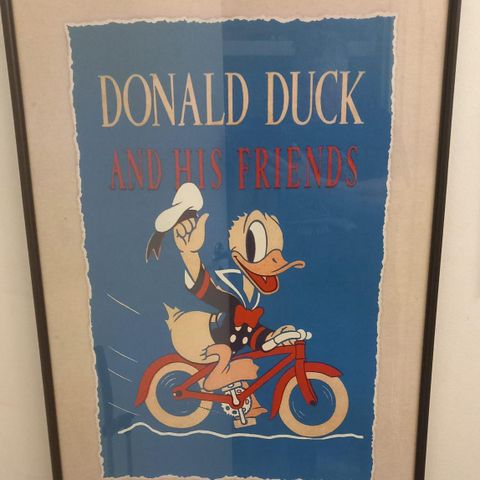 DONALD DUCK
AND HIS FRIENDS